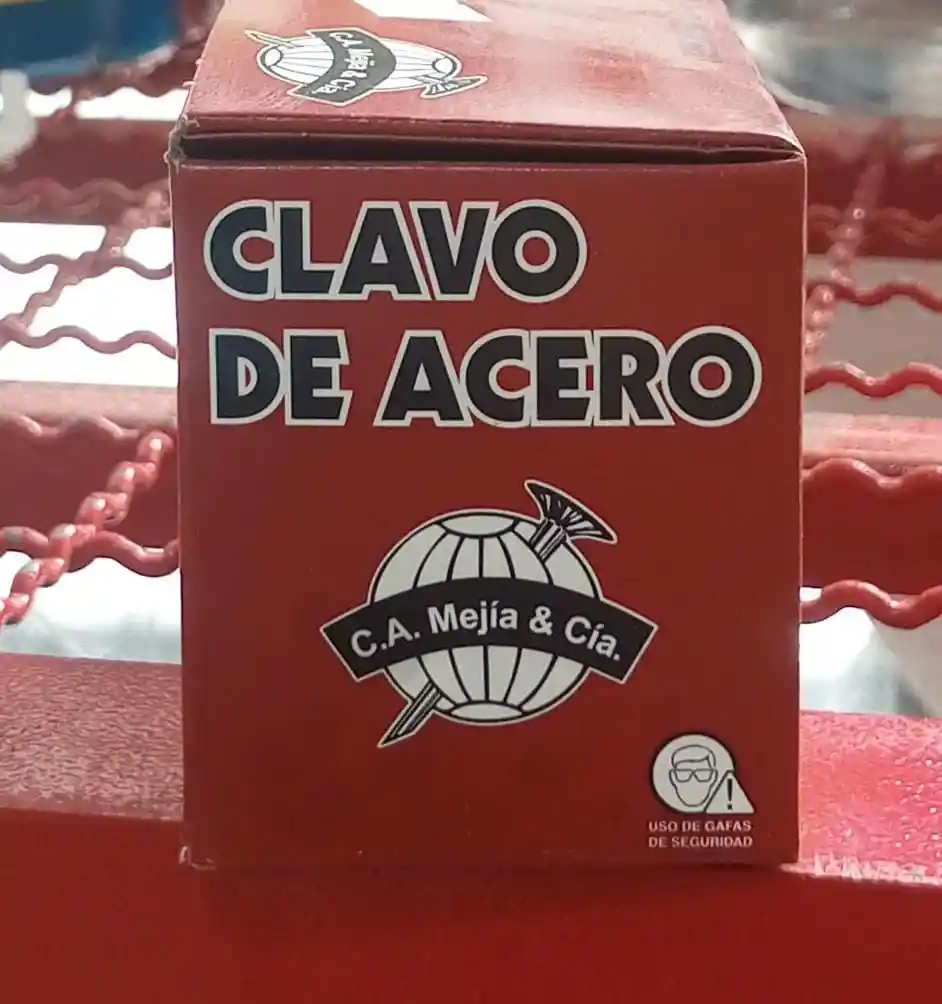 C.A. Mejía & Cía.
CLAVO
DE ACERO
C.A. Mejía & Cía.
USO DE GAFAS
DE SEGURIDAD